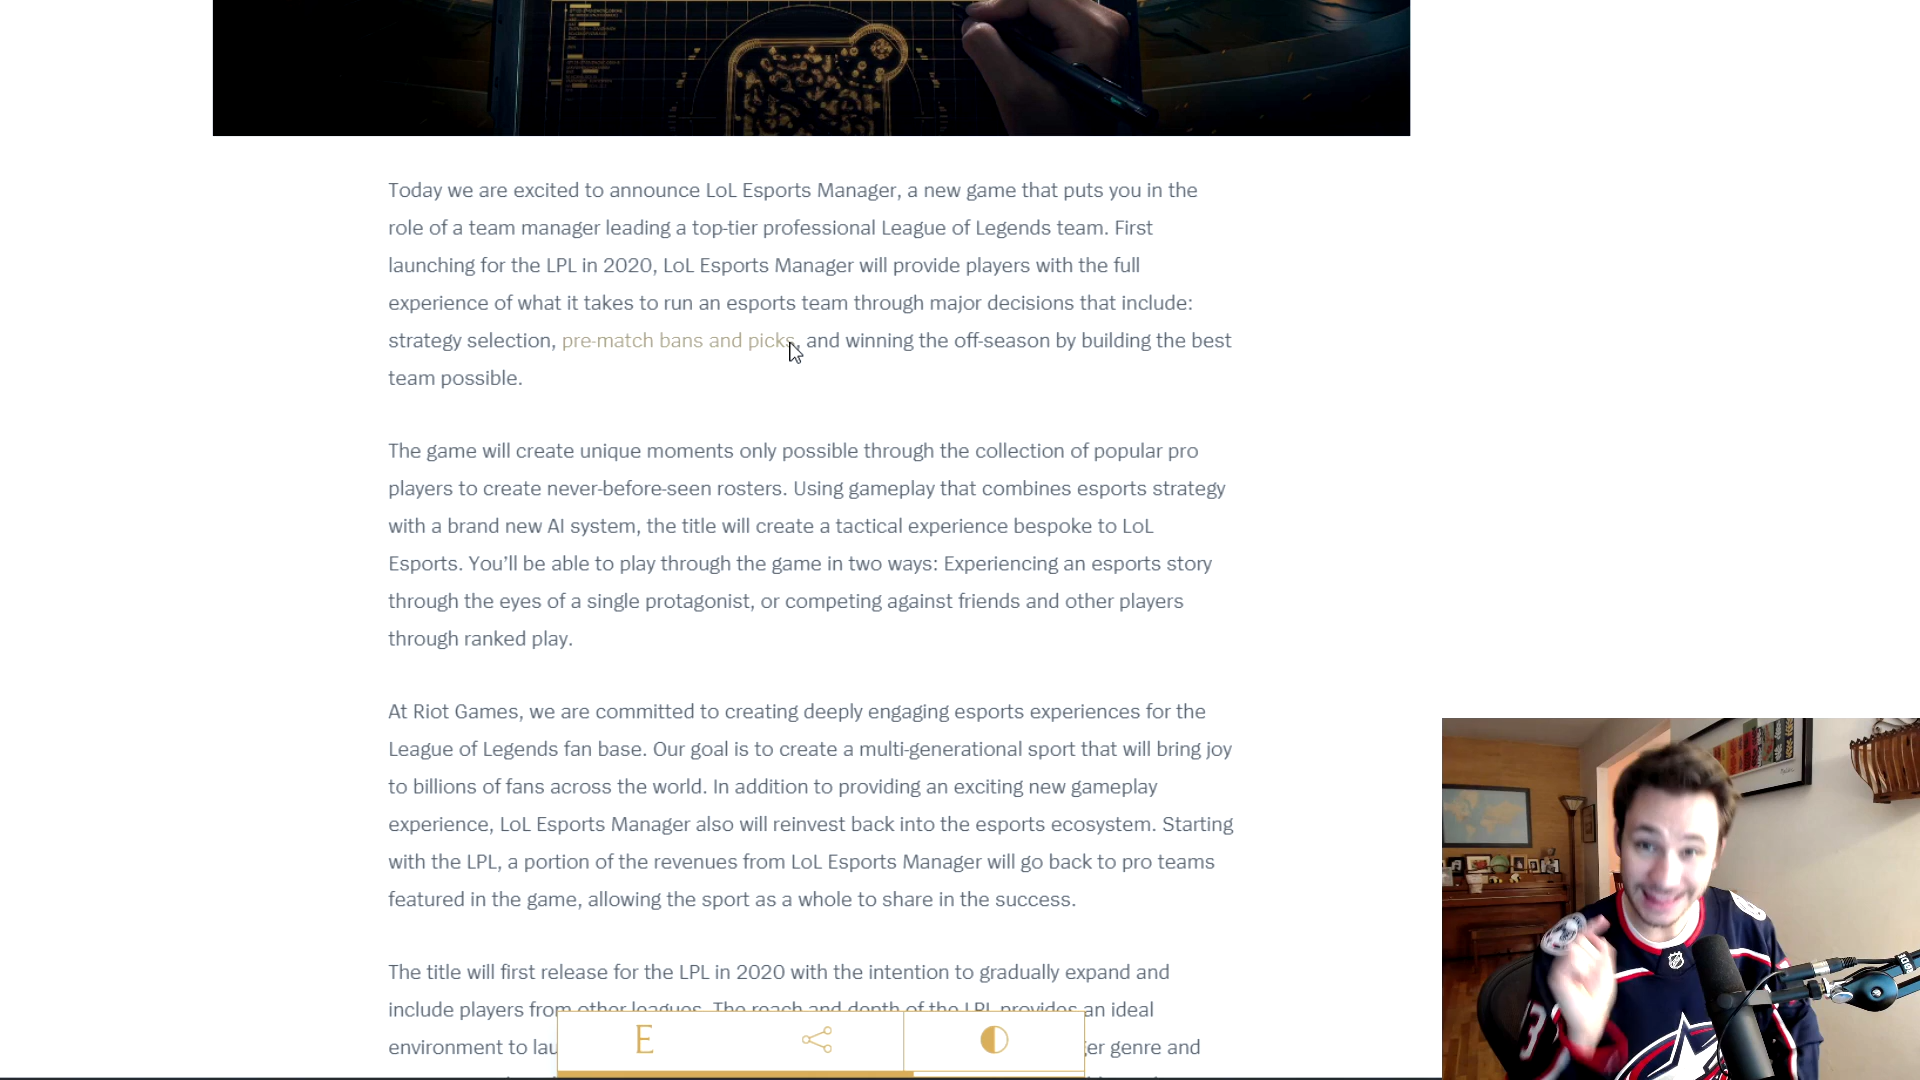 Today we are excited to announce LoL Esports Manager, a new game that puts you in the
role of a team manager leading a top-tier professional League of Legends team. First
launching for the LPL in 2020, LoL Esports Manager will provide players with the full
experience of what it takes to run an esports team through major decisions that include:
strategy selection, pre-match bans and picks, and winning the off-season by building the best
team possible.
The game will create unique moments only possible through the collection of popular pro
players to create never-before-seen rosters. Using gameplay that combines esports strategy
with a brand new AI system, the title will create a tactical experience bespoke to LoL
Esports. You’ll be able to play through the game in two ways: Experiencing an esports story
through the eyes of a single protagonist, or competing against friends and other players
through ranked play.
At Riot Games, we are committed to creating deeply engaging esports experiences for the
League of Legends fan base. Our goal is to create a multi-generational sport that will bring joy
to billions of fans across the world. In addition to providing an exciting new gameplay
experience, LoL Esports Manager also will reinvest back into the esports ecosystem. Starting
with the LPL, a portion of the revenues from LoL Esports Manager will go back to pro teams
featured in the game, allowing the sport as a whole to share in the success.
The title will first release for the LPL in 2020 with the intention to gradually expand and
include players from other leagues. The reach and depth of the LPL provides an ideal
environment to genre and
E
RODE